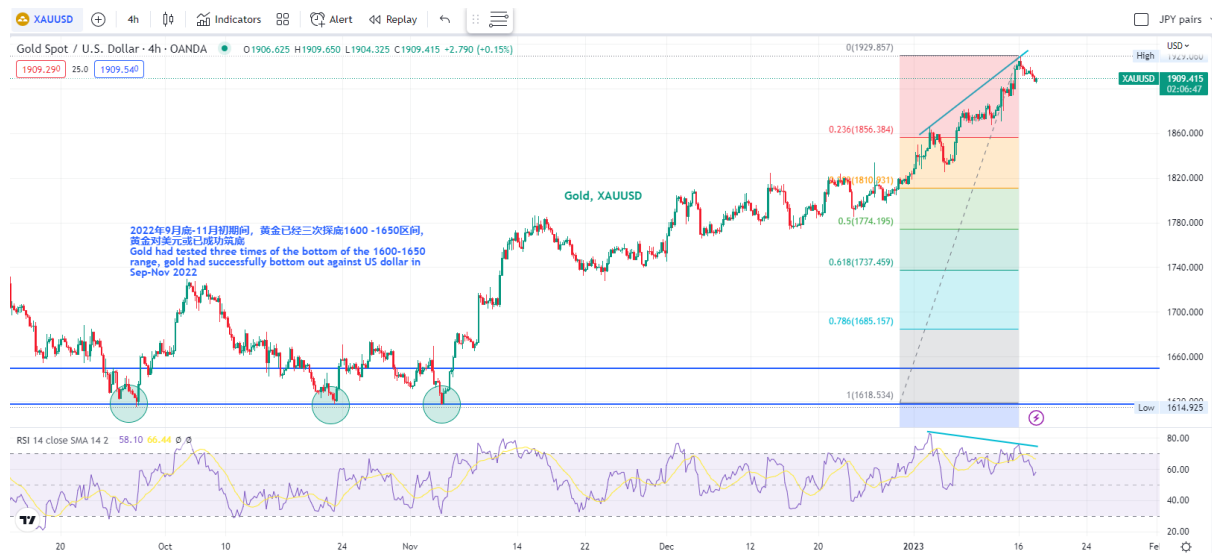 XAUUSD 4h Indicators Alert Replay JPY pairs
Gold Spot / U.S. Dollar · 4h · OANDA O1906.625 H1909.650 L1904.325 C1909.415 +2.790 (+0.15%)
USD
1909.290 25.0 1909.540
0(1929.857)
High
XAUUSD 1909.415
02:06:47
0.236(1856.384)
1860.000
1820.000
Gold, XAUUSD
0.5(1774.195)
1780.000
2022年9月底-11月初期间，黄金已经三次探底1600 -1650区间，
黄金对美元或已成功筑底
Gold had tested three times of the bottom of the 1600-1650
range, gold had successfully bottom out against US dollar in
Sep-Nov 2022
0.618(1737.459)
1740.000
1700.000
0.786(1685.157)
1660.000
1(1618.534)
Low 1614.925
RSI 14 close SMA 14 2 58.10 66.44 Ø Ø
80.00
60.00
40.00
20.00
20 Oct 10 24 Nov 14 22 Dec 12 20 2023 16 24